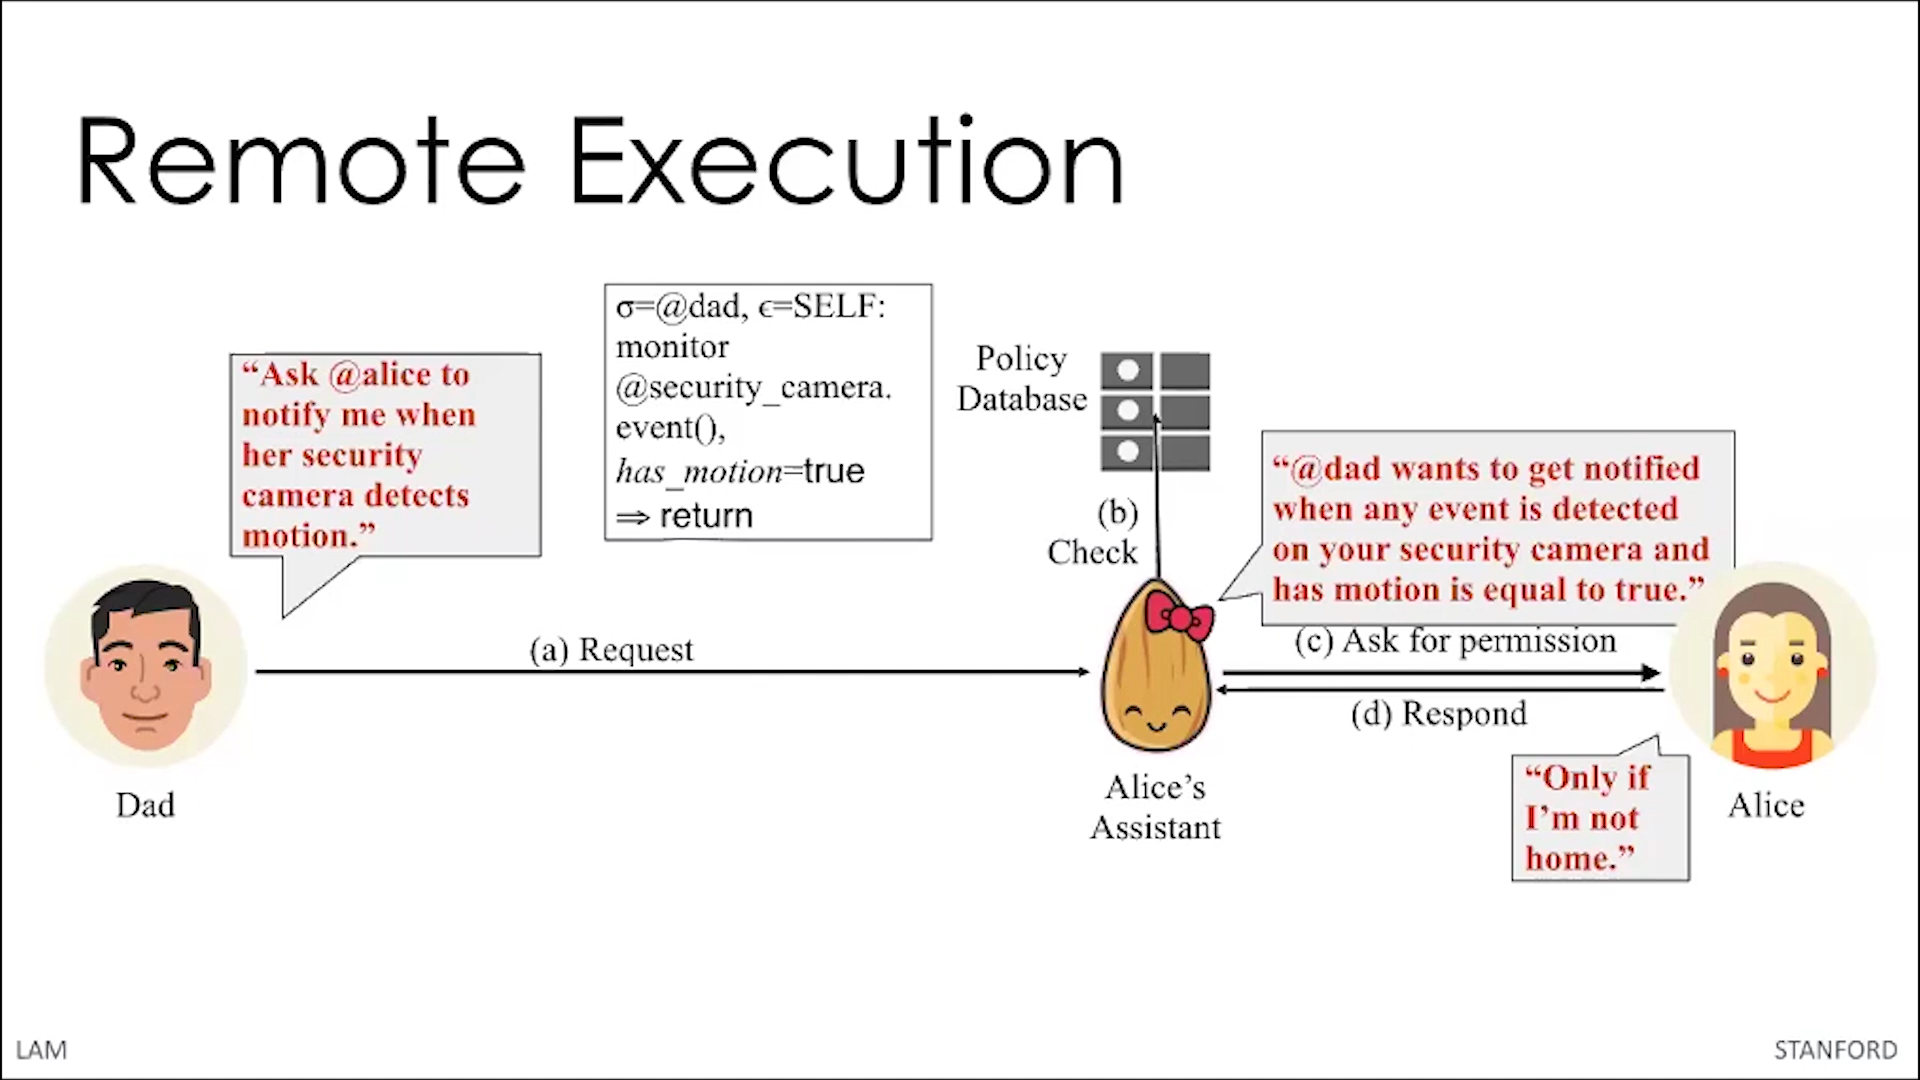 Remote Execution
“Ask @alice to
notify me when
her security
camera detects
motion.”
σ=@dad, ϵ=SELF:
monitor
@security_camera.
event(),
has_motion=true
⇒ return
Policy
Database
(b)
Check
“@dad wants to get notified
when any event is detected
on your security camera and
has motion is equal to true.”
(a) Request
(c) Ask for permission
(d) Respond
“Only if
I’m not
home.”
Dad
Alice’s
Assistant
Alice
LAM
STANFORD